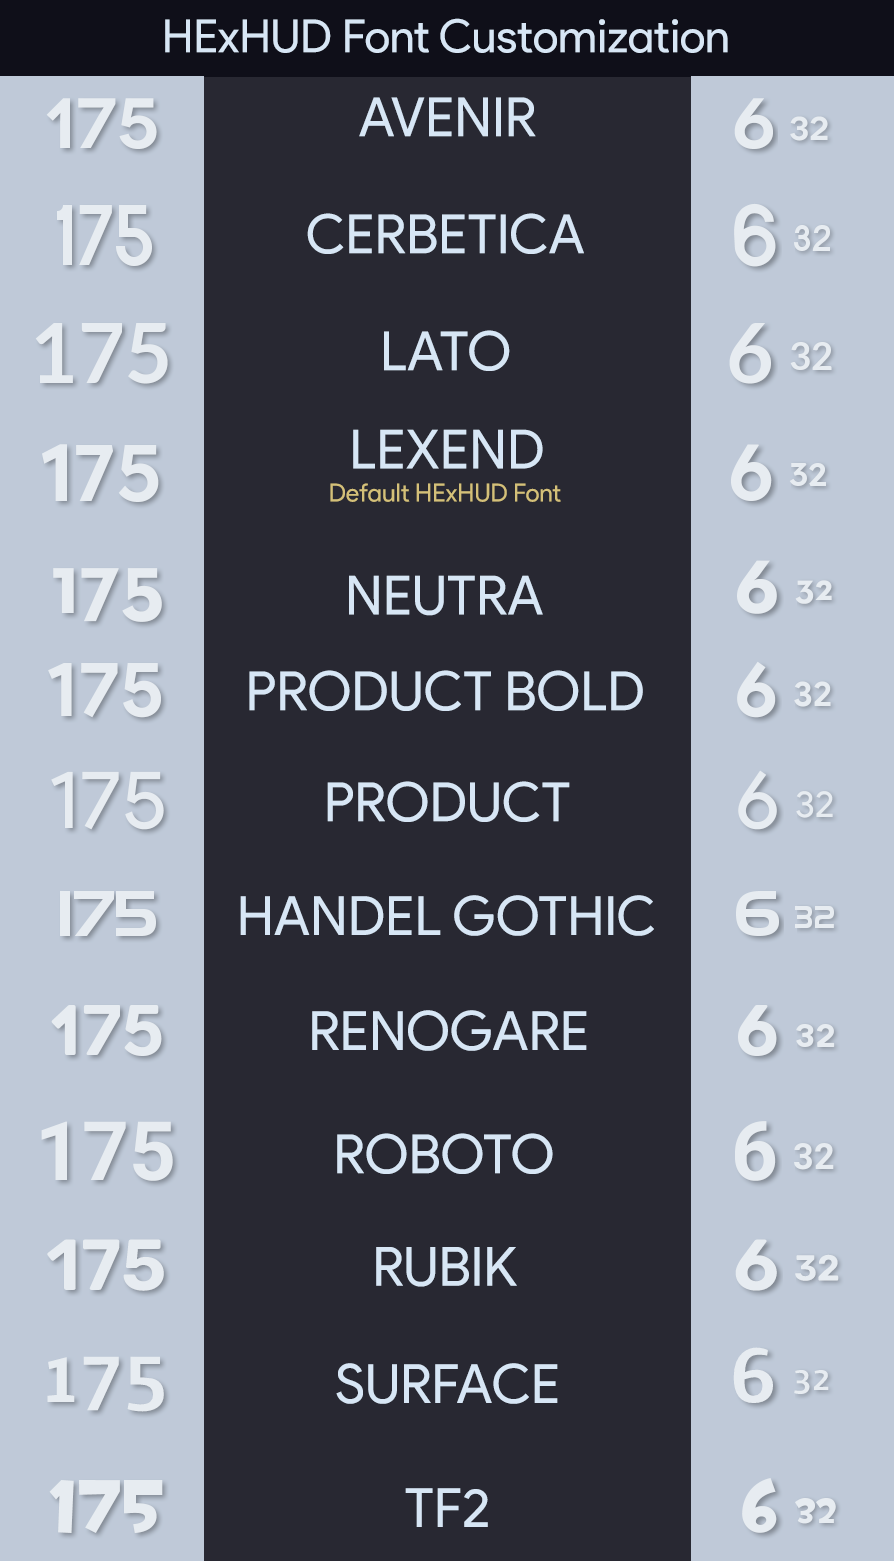 HExHUD Font Customization
175 AVENIR 6 32
175 CERBETICA 6 32
175 LATO 6 32
175 LEXEND 6 32
Default HExHUD Font
175 NEUTRA 6 32
175 PRODUCT BOLD 6 32
175 PRODUCT 6 32
175 HANDEL GOTHIC 6 32
175 RENOGARE 6 32
175 ROBOTO 6 32
175 RUBIK 6 32
175 SURFACE 6 32
175 TF2 6 32